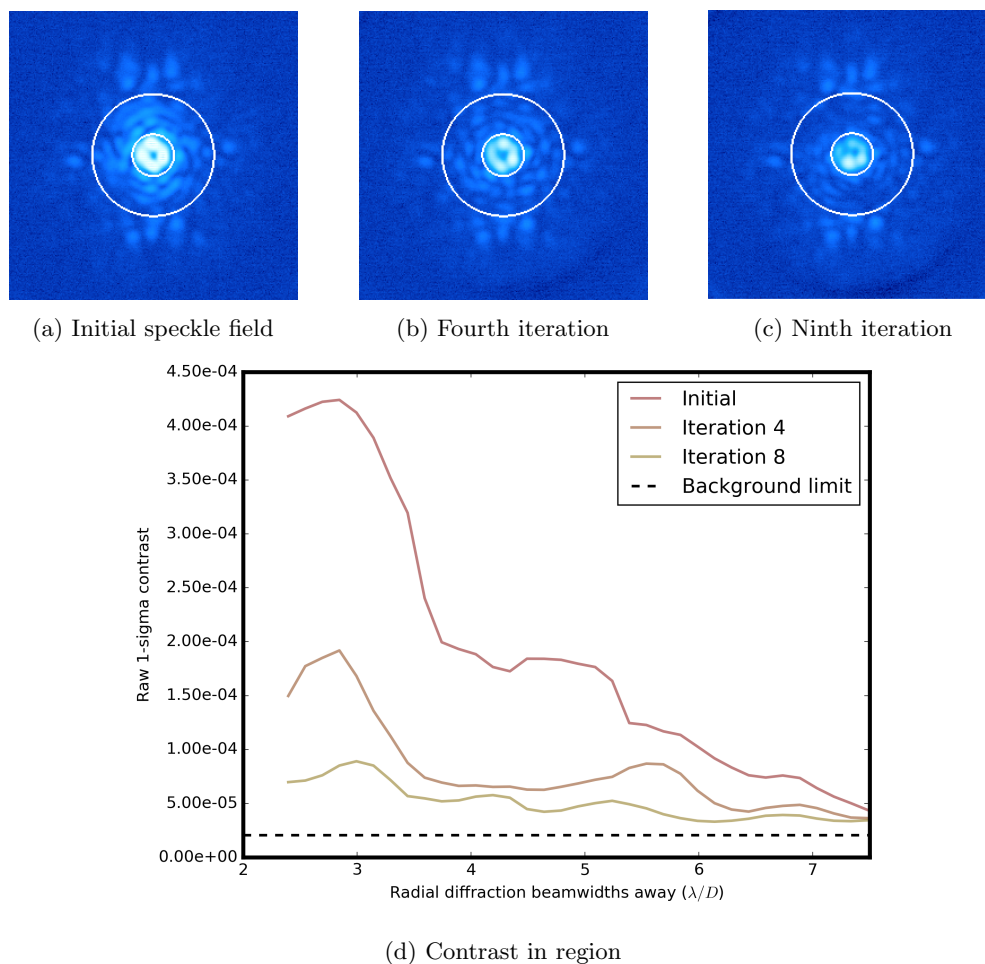 (a) Initial speckle field
(b) Fourth iteration
(c) Ninth iteration
4.50e-04
4.00e-04
3.50e-04
3.00e-04
2.50e-04
2.00e-04
1.50e-04
1.00e-04
5.00e-05
0.00e+00
Raw 1-sigma contrast
Initial
Iteration 4
Iteration 8
Background limit
2 3 4 5 6 7
Radial diffraction beamwidths away (λ/D)
(d) Contrast in region